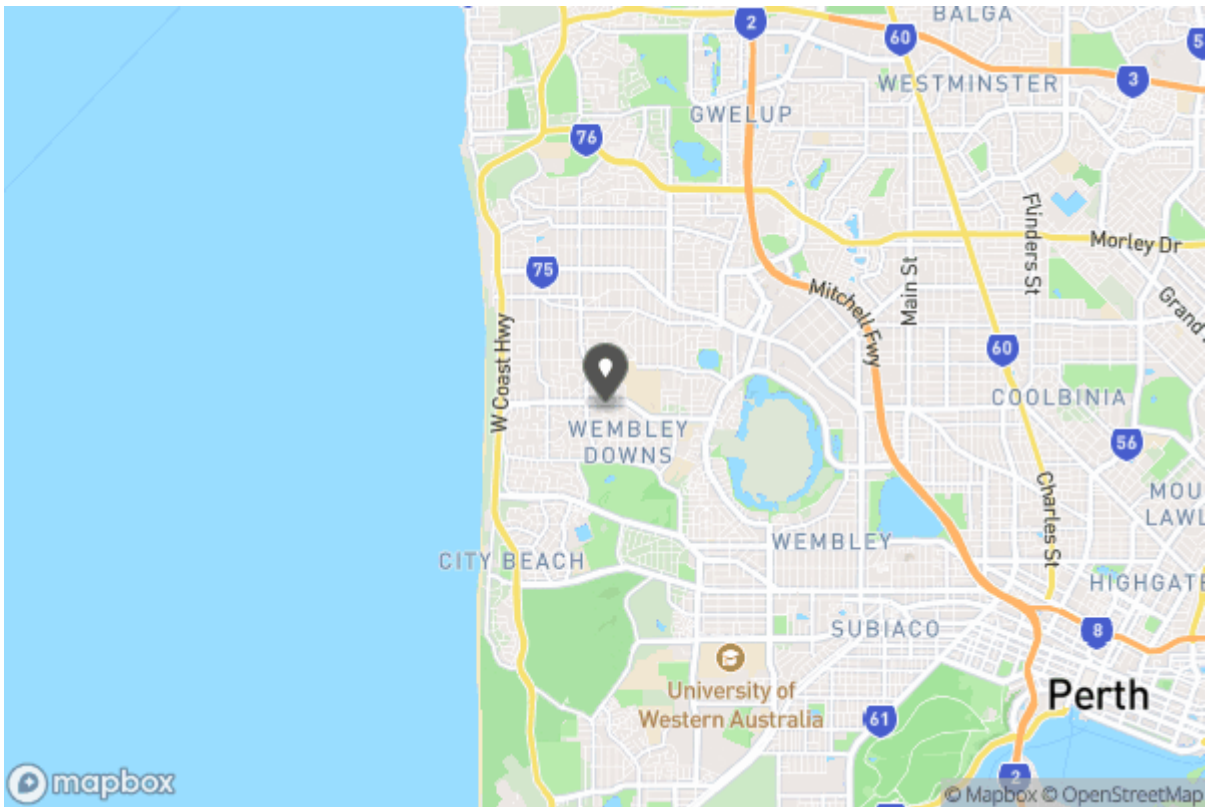 BALGA
2
60
5
WESTMINSTER
3
GWELUP
76
Flinders St
Morley Dr
75
Main St
Mitchell Fwy
Grand
W Coast Hwy
60
COOLBINIA
WEMBLEY
DOWNS
56
Charles St
MOU
LAWL
WEMBLEY
CITY BEACH
HIGHGATE
SUBIACO
8
University of
Western Australia
Perth
61
2
mapbox
© Mapbox © OpenStreetMap